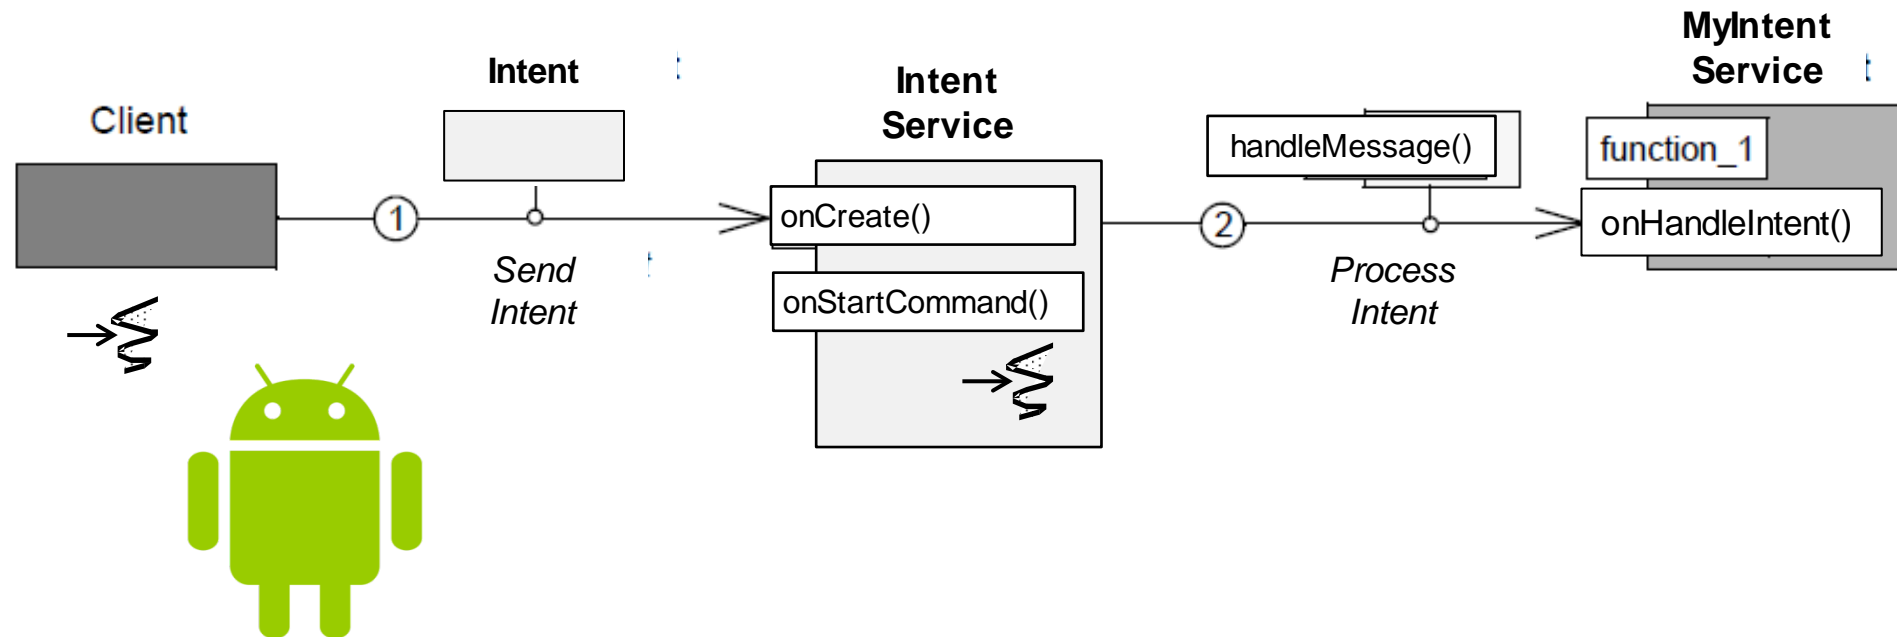 Client
Intent
1
Send
Intent
Intent
Service
onCreate()
onStartCommand()
2
handleMessage()
Process
Intent
MyIntent
Service
function_1
onHandleIntent()